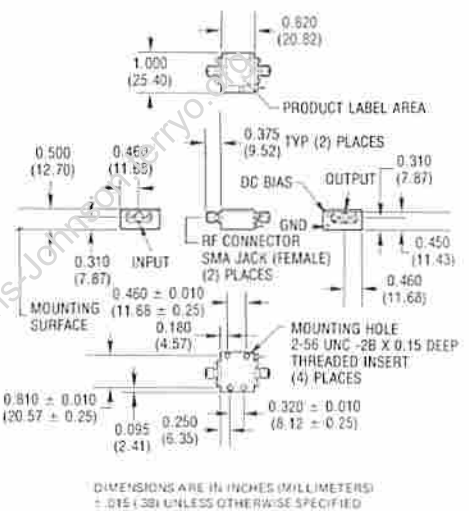 0.820
(20.82)
1.000
(25.40)
PRODUCT LABEL AREA
0.375 TYP (2) PLACES
(9.52)
0.500
(12.70)
0.460
(11.68)
0.310
(7.87)
DC BIAS
OUTPUT
GND
INPUT
RF CONNECTOR
SMA JACK (FEMALE)
(2) PLACES
0.310
(7.87)
0.450
(11.43)
0.460
(11.68)
MOUNTING
SURFACE
0.460 ± 0.010
(11.68 ± 0.25)
0.180
(4.57)
MOUNTING HOLE
2-56 UNC -2B X 0.15 DEEP
THREADED INSERT
(4) PLACES
0.810 ± 0.010
(20.57 ± 0.25)
0.095
(2.41)
0.250
(6.35)
0.320 ± 0.010
(8.12 ± 0.25)
DIMENSIONS ARE IN INCHES (MILLIMETERS)
± .015 (.38) UNLESS OTHERWISE SPECIFIED